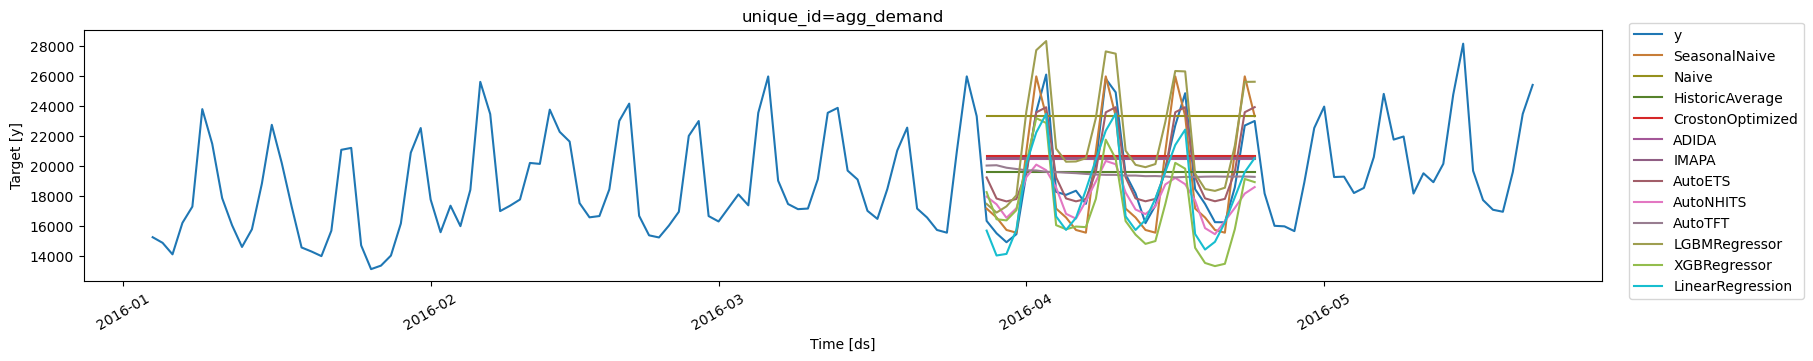 unique_id=agg_demand
Target [y]
28000
26000
24000
22000
20000
18000
16000
14000
2016-01
2016-02
2016-03
2016-04
2016-05
Time [ds]
y
SeasonalNaive
Naive
HistoricAverage
CrostonOptimized
ADIDA
IMAPA
AutoETS
AutoNHITS
AutoTFT
LGBMRegressor
XGBRegressor
LinearRegression